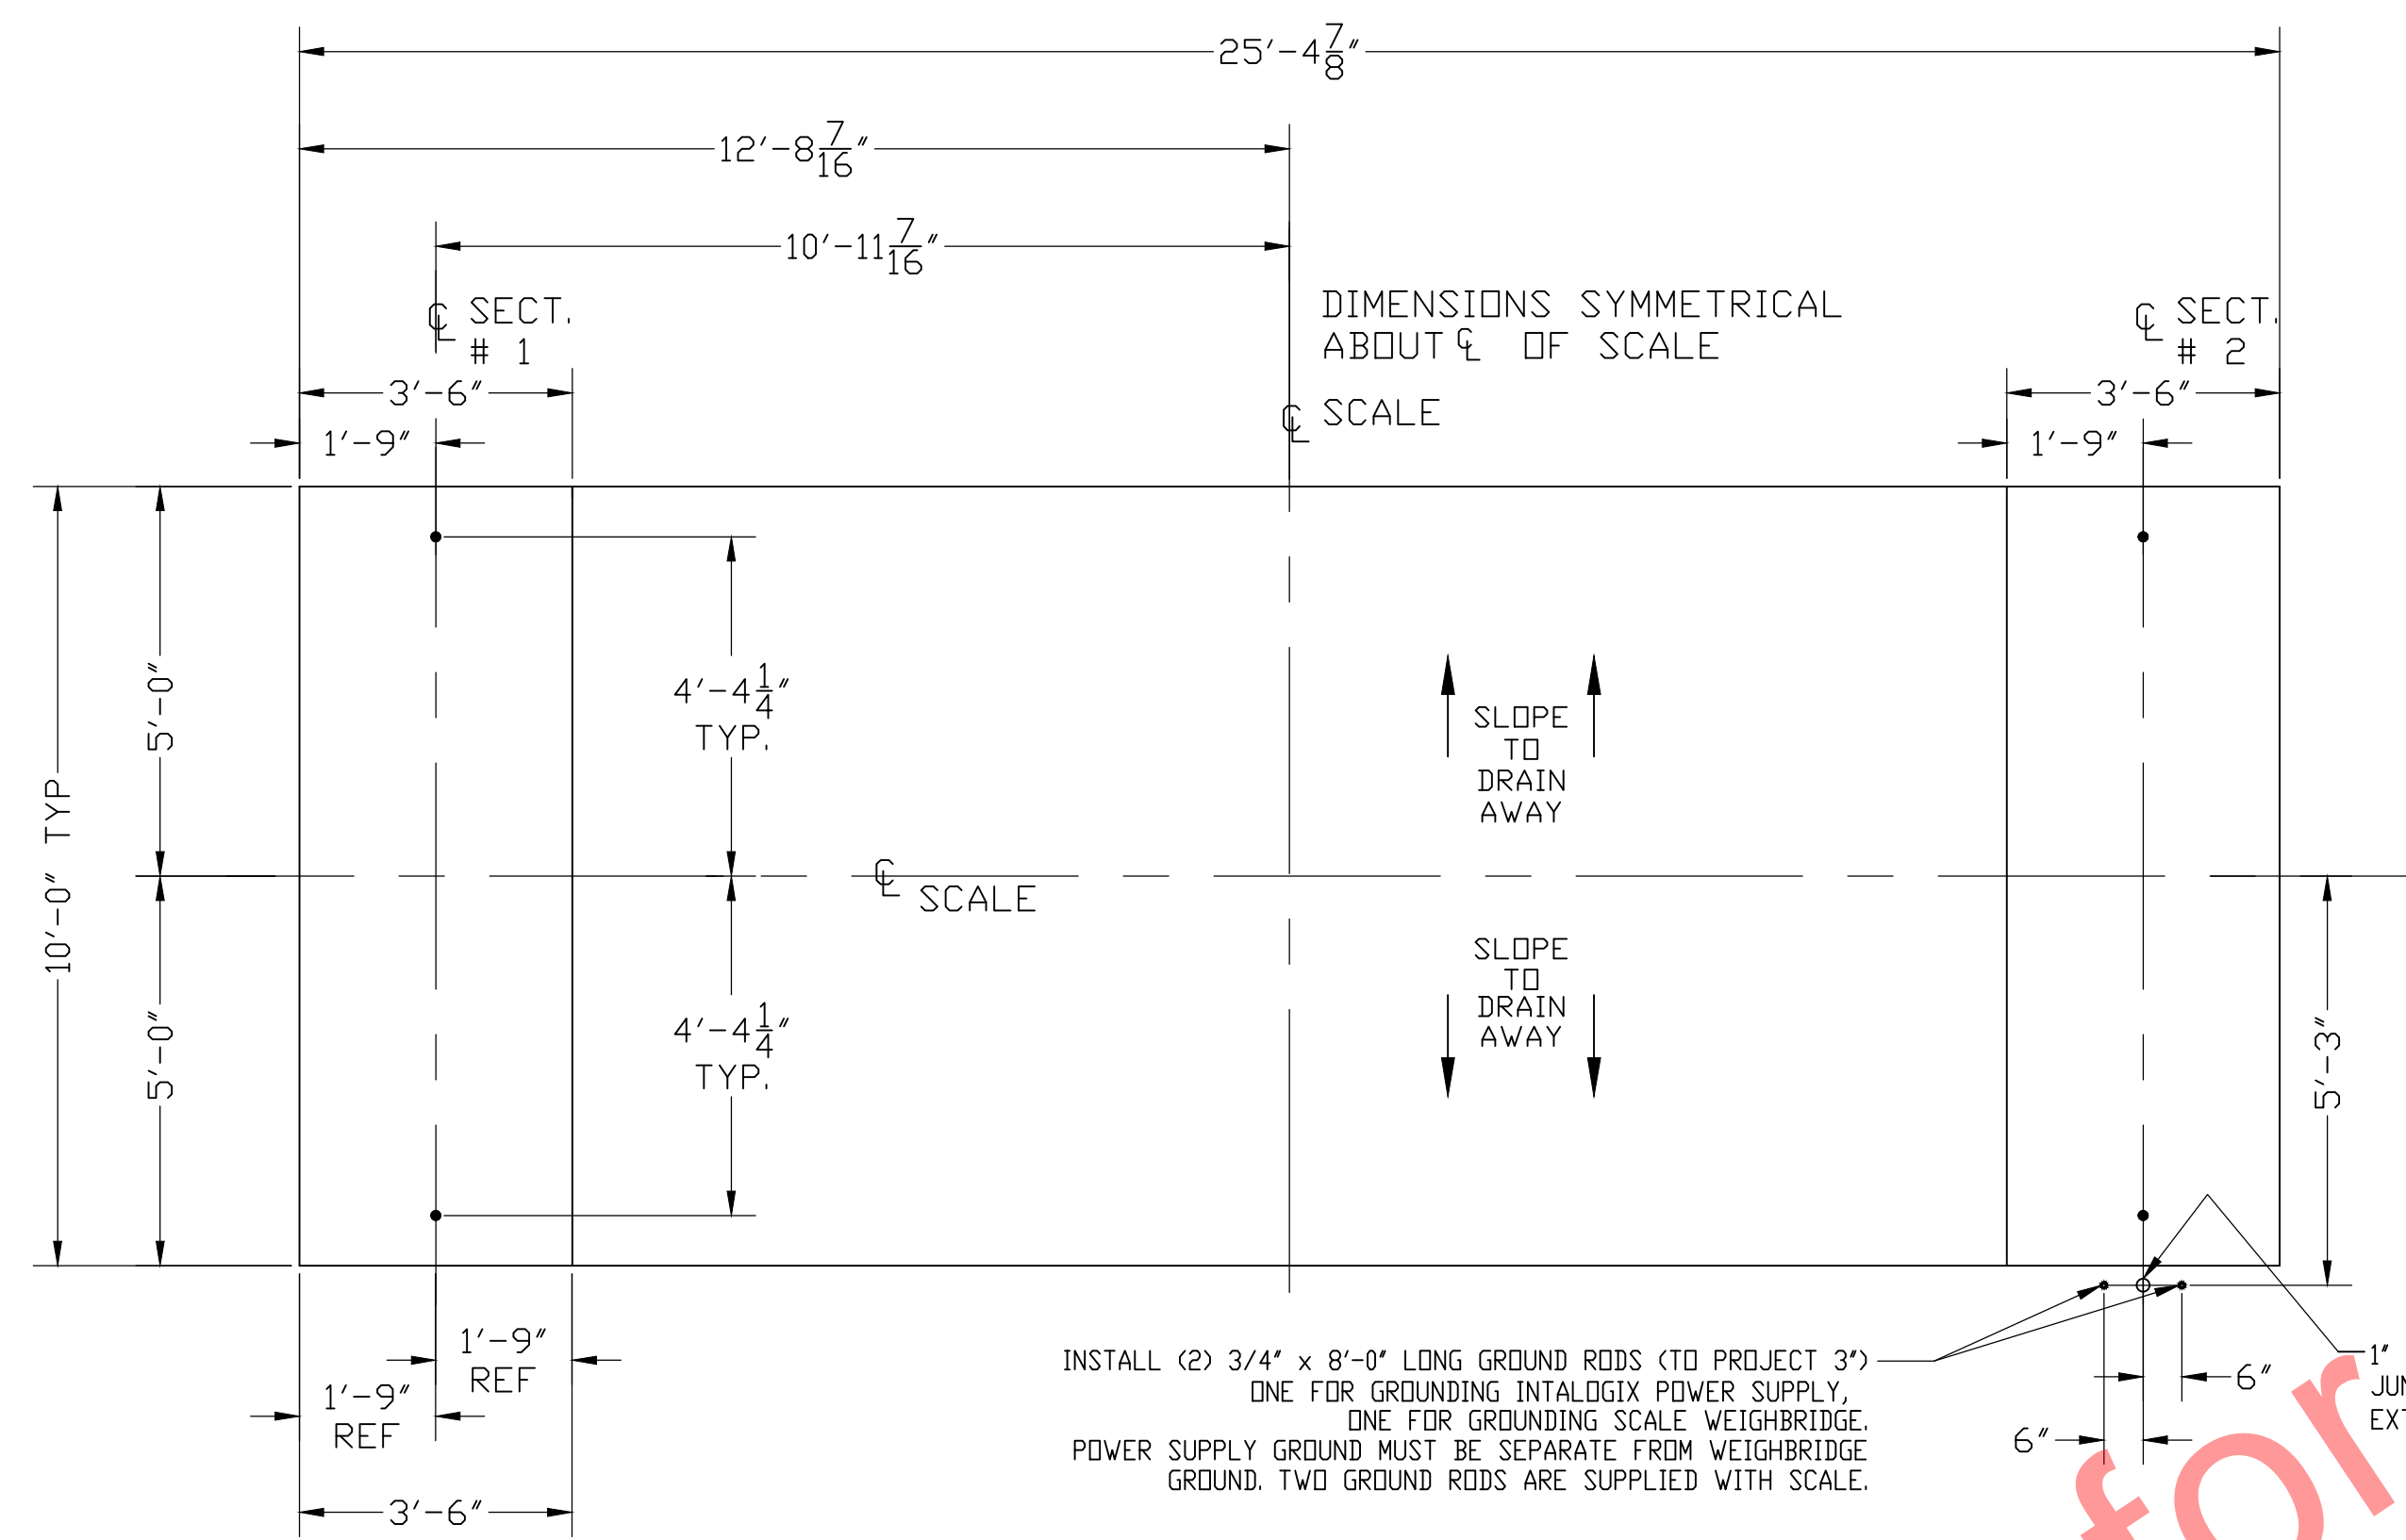 25'-4 7/8"
12'-8 7/16"
10'-11 7/16"
℄ SECT.
# 1
DIMENSIONS SYMMETRICAL
ABOUT ℄ OF SCALE
℄ SECT.
# 2
3'-6"
3'-6"
℄ SCALE
1'-9"
1'-9"
5'-0"
4'-4 1/4"
TYP.
SLOPE
TO
DRAIN
AWAY
10'-0" TYP
℄ SCALE
SLOPE
TO
DRAIN
AWAY
5'-0"
4'-4 1/4"
TYP.
5'-3"
1'-9"
REF
1'-9"
REF
INSTALL (2) 3/4" x 8'-0" LONG GROUND RODS (TO PROJECT 3")
ONE FOR GROUNDING INTALOGIX POWER SUPPLY,
ONE FOR GROUNDING SCALE WEIGHBRIDGE.
POWER SUPPLY GROUND MUST BE SEPARATE FROM WEIGHBRIDGE
GROUND. TWO GROUND RODS ARE SUPPLIED WITH SCALE.
1"
6"
6"
3'-6"
for